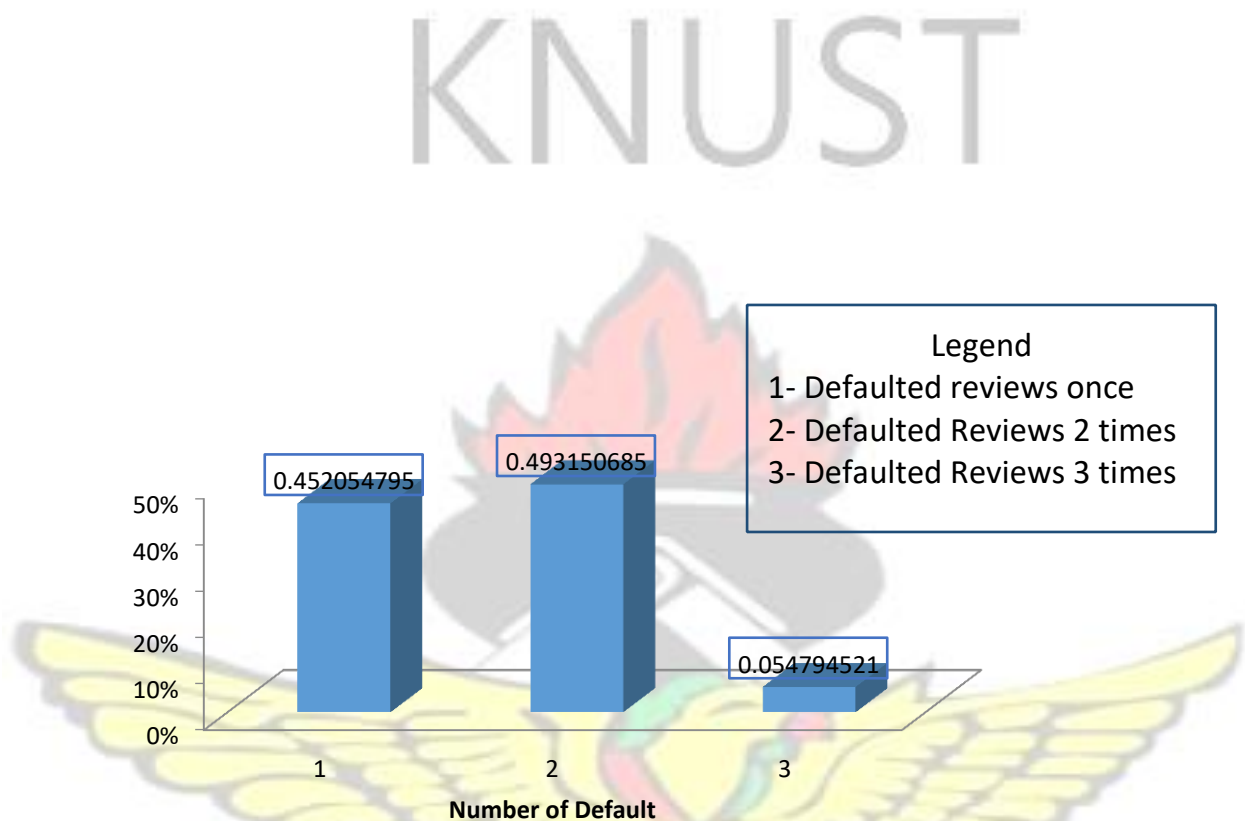 KNUST
Legend
1- Defaulted reviews once
2- Defaulted Reviews 2 times
3- Defaulted Reviews 3 times
0.452054795
0.493150685
0.054794521
50%
40%
30%
20%
10%
0%
1
2
3
Number of Default